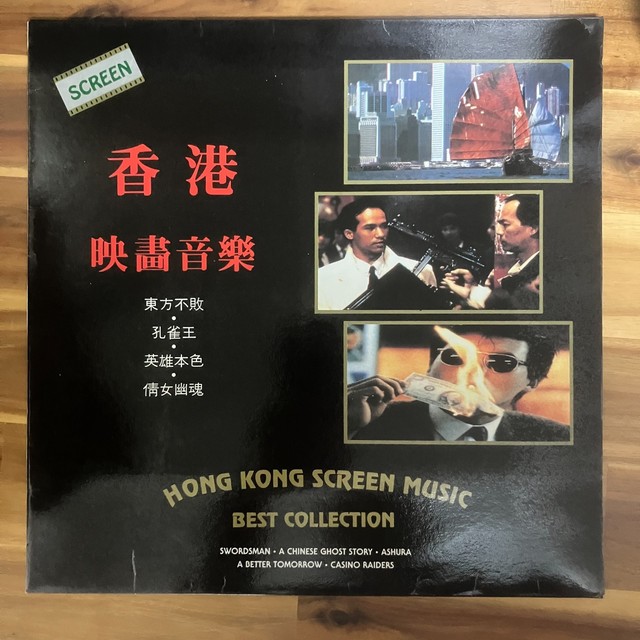 SCREEN
香港
映畵音樂
東方不敗
•
孔雀王
•
英雄本色
•
倩女幽魂
HONG KONG SCREEN MUSIC
BEST COLLECTION
SWORDSMAN • A CHINESE GHOST STORY • ASHURA
A BETTER TOMORROW • CASINO RAIDERS